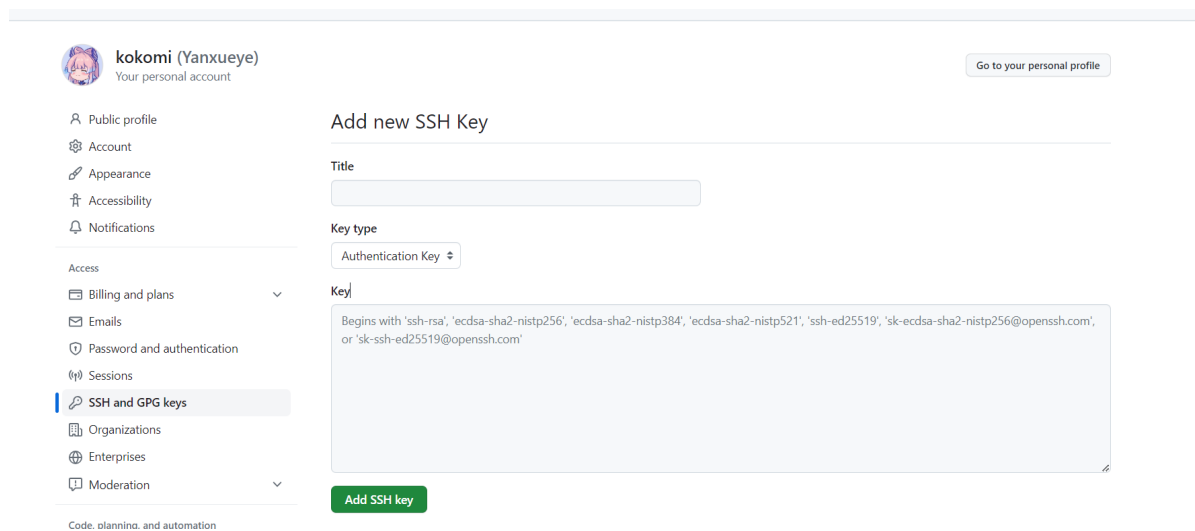 kokomi (Yanxueye)
Your personal account
Go to your personal profile
Public profile
Account
Appearance
Accessibility
Notifications
Access
Billing and plans
Emails
Password and authentication
Sessions
SSH and GPG keys
Organizations
Enterprises
Moderation
Code, planning, and automation
Add new SSH Key
Title
Key type
Authentication Key
Key
Begins with 'ssh-rsa', 'ecdsa-sha2-nistp256', 'ecdsa-sha2-nistp384', 'ecdsa-sha2-nistp521', 'ssh-ed25519', 'sk-ecdsa-sha2-nistp256@openssh.com',
or 'sk-ssh-ed25519@openssh.com'
Add SSH key